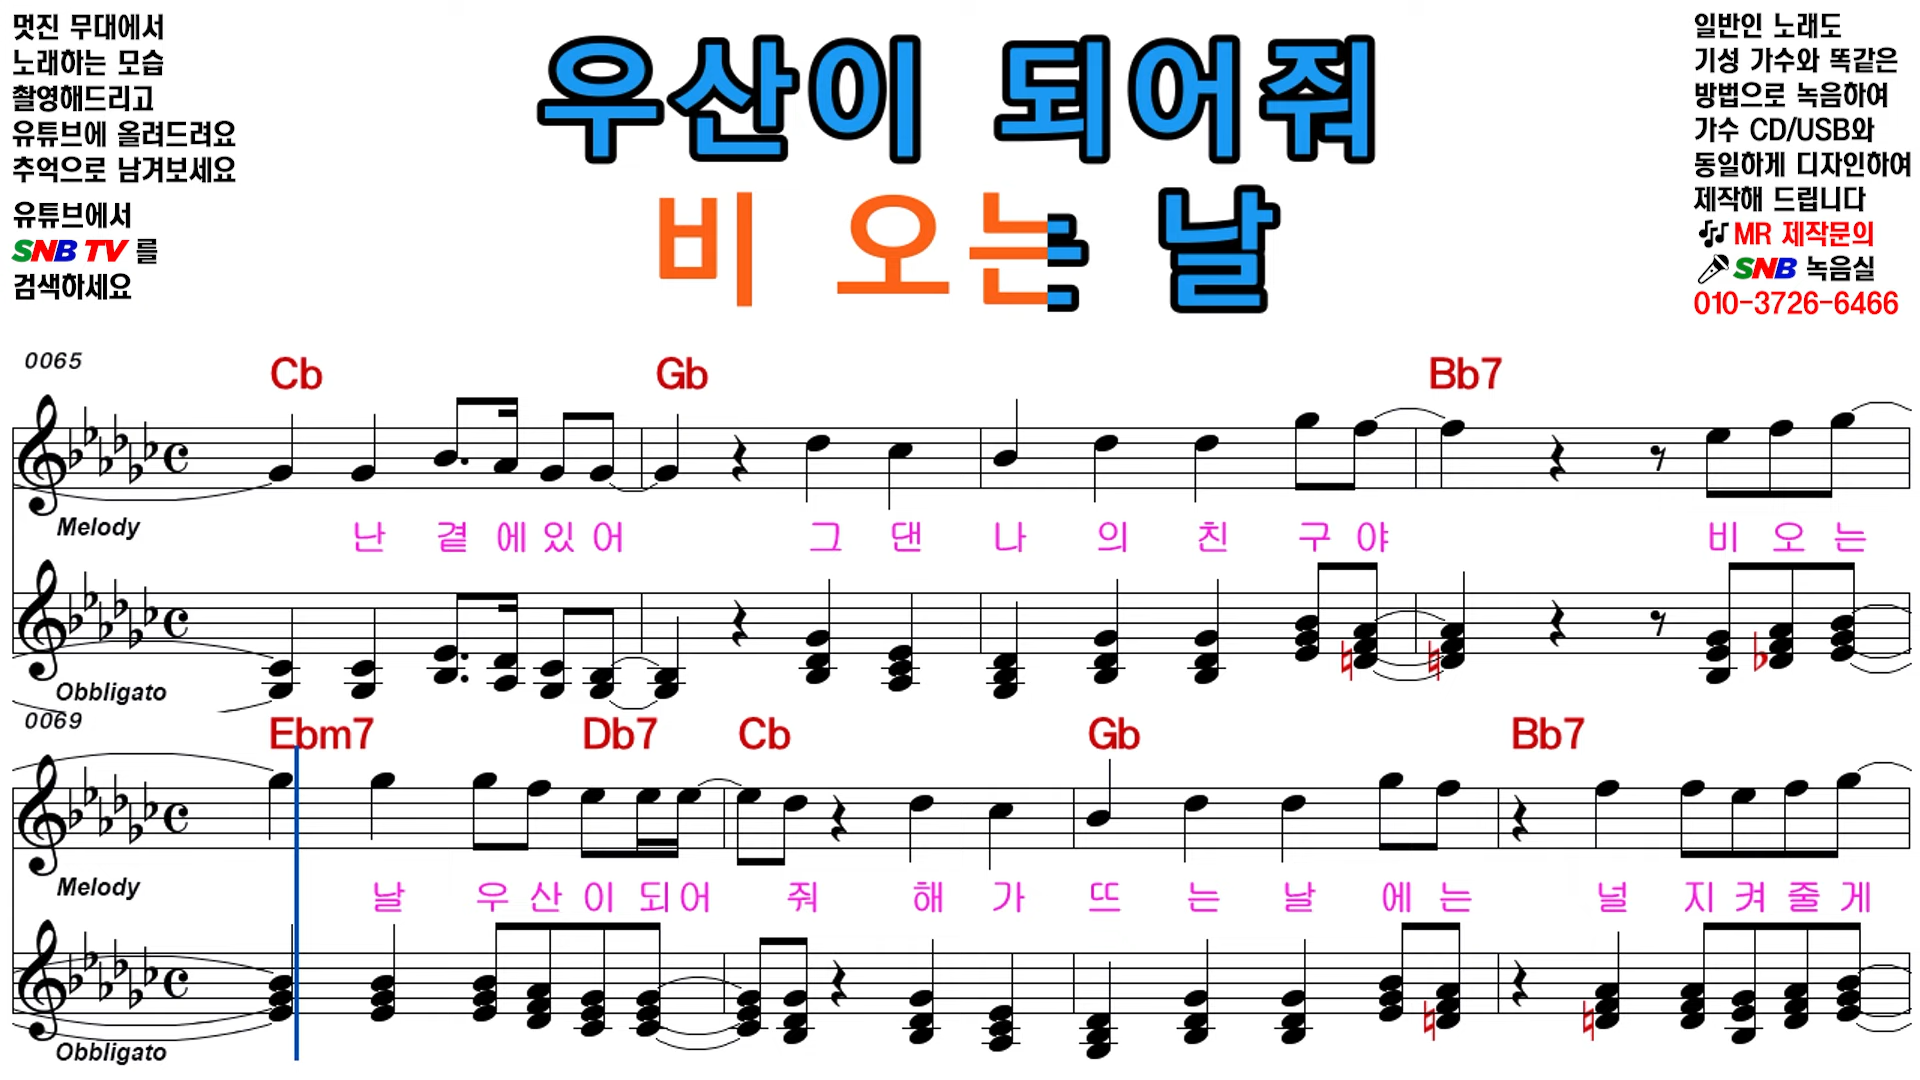 멋진 무대에서
노래하는 모습
촬영해드리고
유튜브에 올려드려요
추억으로 남겨보세요
유튜브에서
SNB TV 를
검색하세요
우산이 되어줘
비 오는 날
일반인 노래도
기성 가수와 똑같은
방법으로 녹음하여
가수 CD/USB와
동일하게 디자인하여
제작해 드립니다
MR 제작문의
SNB 녹음실
010-3726-6466
0065
Cb Gb Bb7
Melody
난 곁 에 있 어 그 댄 나 의 친 구 야 비 오 는
Obbligato
0069
Ebm7 Db7 Cb Gb Bb7
Melody
날 우 산 이 되 어 줘 해 가 뜨 는 날 에 는 널 지 켜 줄 게
Obbligato